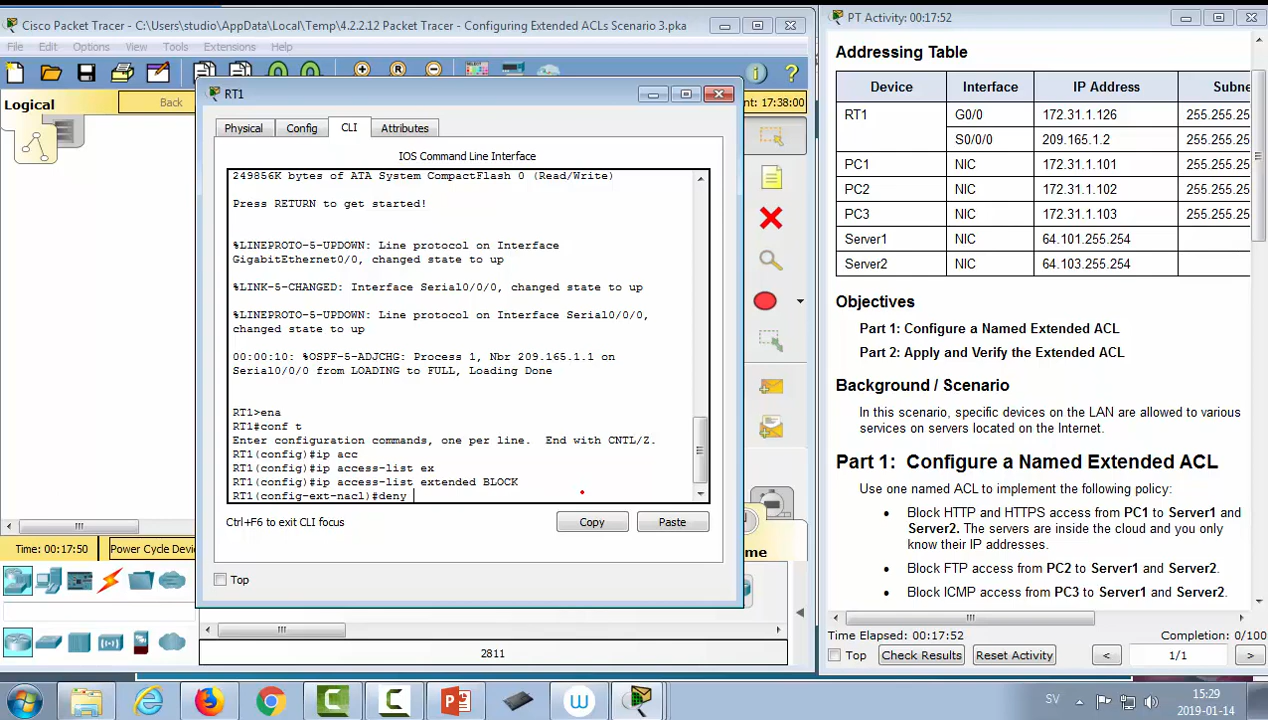 Cisco Packet Tracer - C:\Users\studio\AppData\Local\Temp\4.2.2.12 Packet Tracer - Configuring Extended ACLs Scenario 3.pka
File Edit Options View Tools Extensions Help
Logical
Back
nt: 17:38:00
RT1
Physical Config CLI Attributes
IOS Command Line Interface
249856K bytes of ATA System CompactFlash 0 (Read/Write)
Press RETURN to get started!
%LINEPROTO-5-UPDOWN: Line protocol on Interface
GigabitEthernet0/0, changed state to up
%LINK-5-CHANGED: Interface Serial0/0/0, changed state to up
%LINEPROTO-5-UPDOWN: Line protocol on Interface Serial0/0/0,
changed state to up
00:00:10: %OSPF-5-ADJCHG: Process 1, Nbr 209.165.1.1 on
Serial0/0/0 from LOADING to FULL, Loading Done
RT1>ena
RT1#conf t
Enter configuration commands, one per line. End with CNTL/Z.
RT1(config)#ip acc
RT1(config)#ip access-list ex
RT1(config)#ip access-list extended BLOCK
RT1(config-ext-nacl)#deny
Ctrl+F6 to exit CLI focus
Copy
Paste
Top
Time: 00:17:50
Power Cycle Devi
me
2811
PT Activity: 00:17:52
Addressing Table
Device Interface IP Address Subne
RT1 G0/0 172.31.1.126 255.255.25
S0/0/0 209.165.1.2 255.255.25
PC1 NIC 172.31.1.101 255.255.25
PC2 NIC 172.31.1.102 255.255.25
PC3 NIC 172.31.1.103 255.255.25
Server1 NIC 64.101.255.254
Server2 NIC 64.103.255.254
Objectives
Part 1: Configure a Named Extended ACL
Part 2: Apply and Verify the Extended ACL
Background / Scenario
In this scenario, specific devices on the LAN are allowed to various
services on servers located on the Internet.
Part 1: Configure a Named Extended ACL
Use one named ACL to implement the following policy:
• Block HTTP and HTTPS access from PC1 to Server1 and
Server2. The servers are inside the cloud and you only
know their IP addresses.
• Block FTP access from PC2 to Server1 and Server2.
• Block ICMP access from PC3 to Server1 and Server2.
Time Elapsed: 00:17:52
Completion: 0/100
Top
Check Results
Reset Activity
<
1/1
>
SV
15:29
2019-01-14